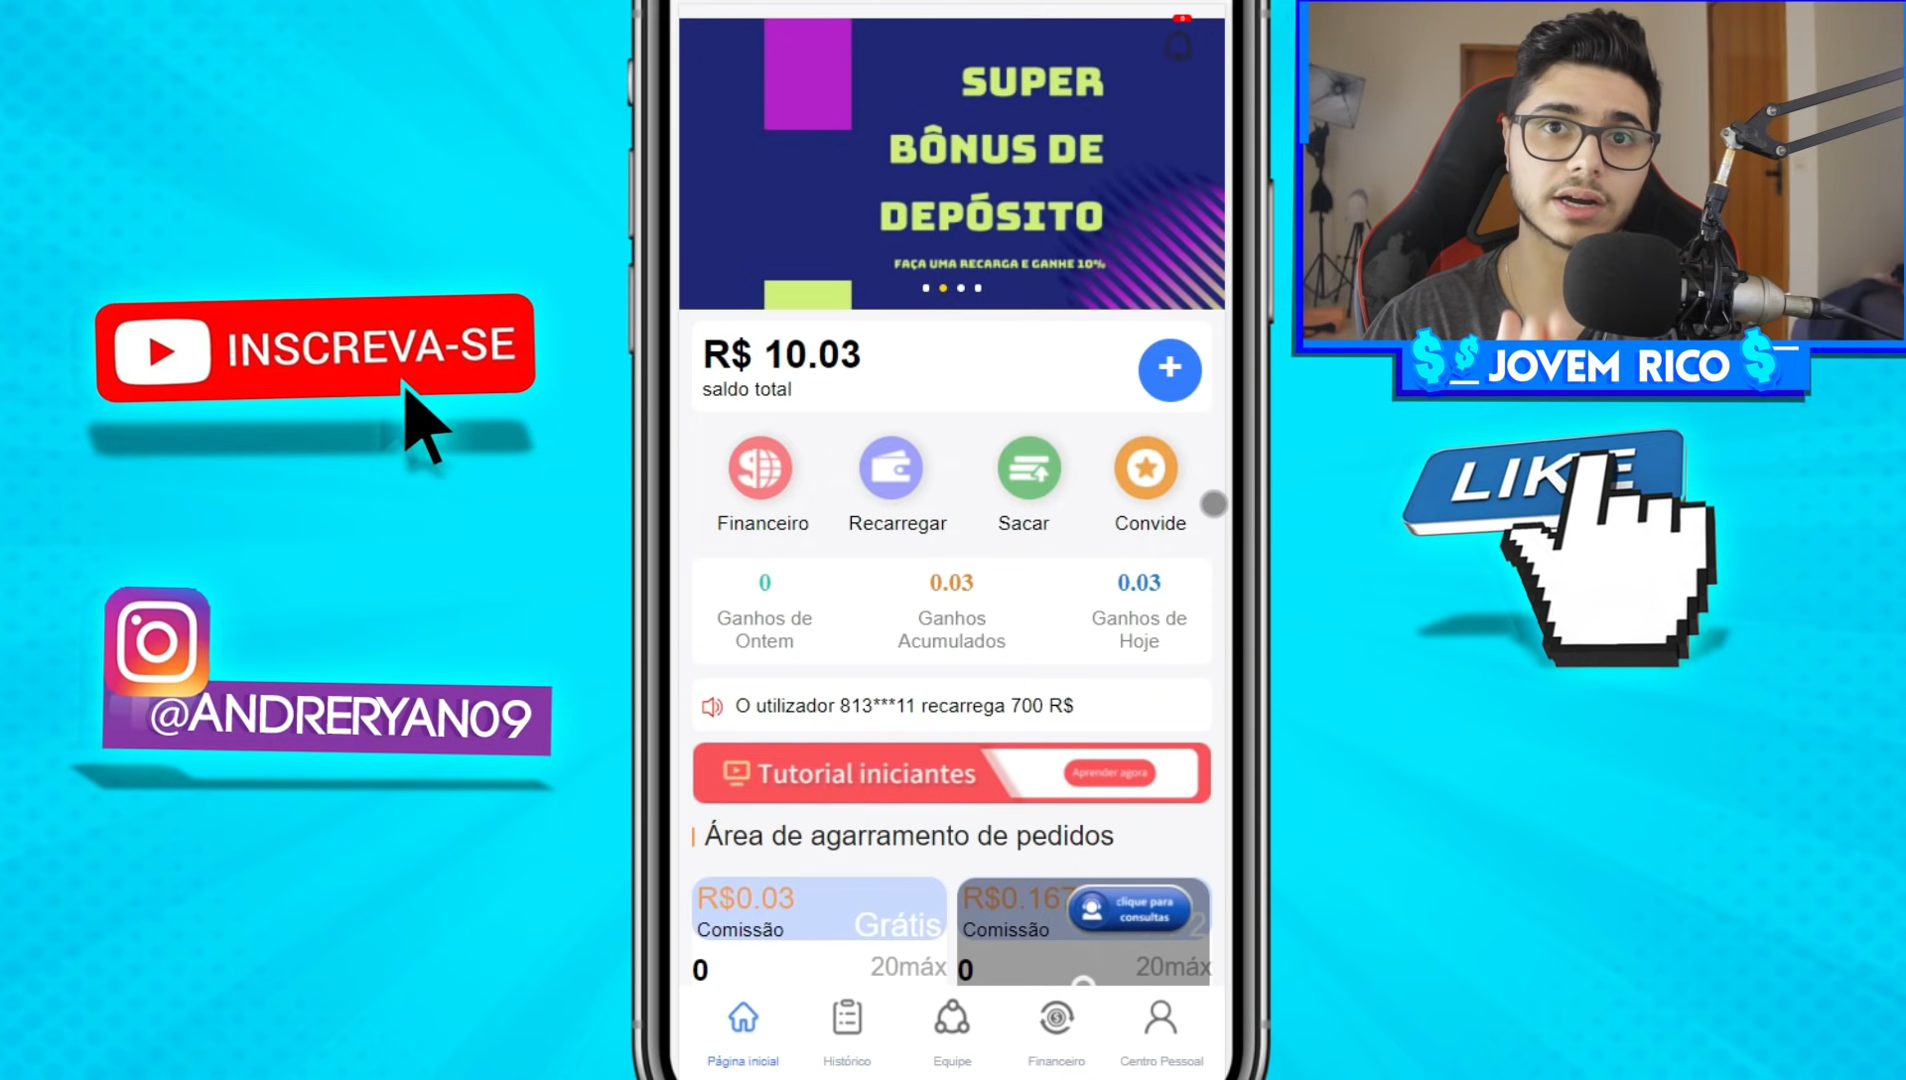 SUPER
BÔNUS DE
DEPÓSITO
FAÇA UMA RECARGA E GANHE 10%
R$ 10.03
saldo total
+
Financeiro
Recarregar
Sacar
Convide
0
0.03
0.03
Ganhos de
Ontem
Ganhos
Acumulados
Ganhos de
Hoje
O utilizador 813***11 recarrega 700 R$
Tutorial iniciantes
Aprender agora
Área de agarramento de pedidos
R$0.03
Comissão
Grátis
0
20máx
R$0.167
Comissão
2
0
20máx
clique para
consultas
Página inicial
Histórico
Equipe
Financeiro
Centro Pessoal
INSCREVA-SE
@ANDRERYAN09
$ $ JOVEM RICO $
LIKE